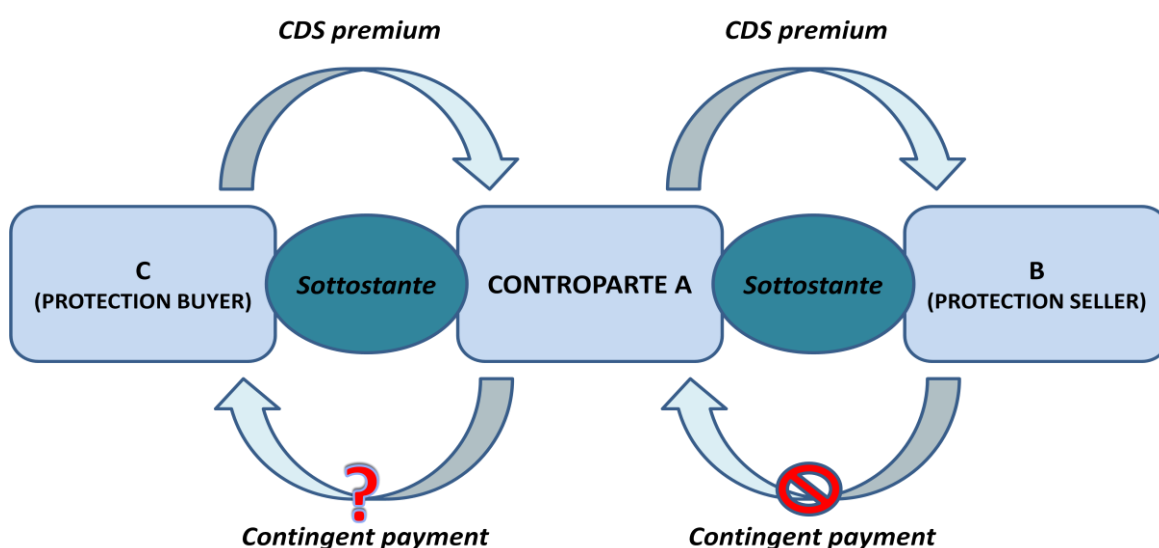 CDS premium
CDS premium
C
(PROTECTION BUYER)
Sottostante
CONTROPARTE A
Sottostante
B
(PROTECTION SELLER)
?
Contingent payment
Contingent payment